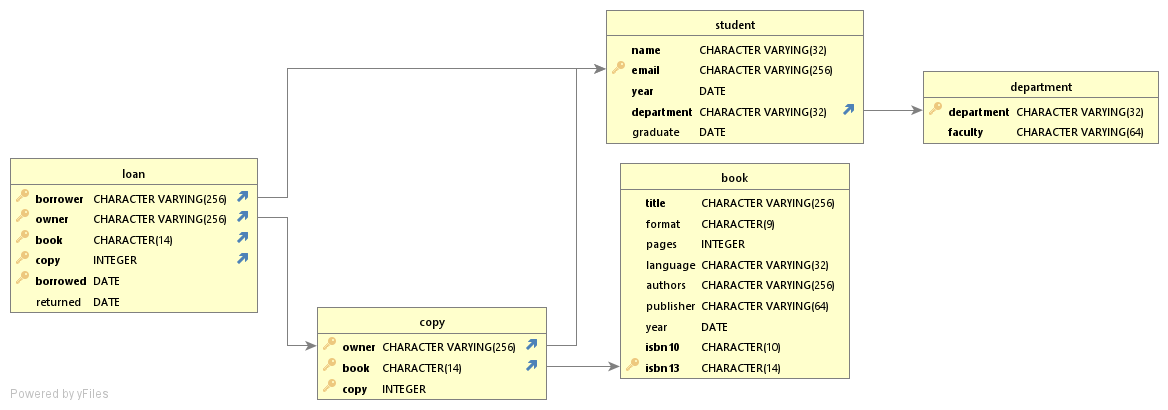 student
name CHARACTER VARYING(32)
email CHARACTER VARYING(256)
year DATE
department CHARACTER VARYING(32)
graduate DATE
department
department CHARACTER VARYING(32)
faculty CHARACTER VARYING(64)
loan
borrower CHARACTER VARYING(256)
owner CHARACTER VARYING(256)
book CHARACTER(14)
copy INTEGER
borrowed DATE
returned DATE
book
title CHARACTER VARYING(256)
format CHARACTER(9)
pages INTEGER
language CHARACTER VARYING(32)
authors CHARACTER VARYING(256)
publisher CHARACTER VARYING(64)
year DATE
isbn10 CHARACTER(10)
isbn13 CHARACTER(14)
copy
owner CHARACTER VARYING(256)
book CHARACTER(14)
copy INTEGER
Powered by yFiles